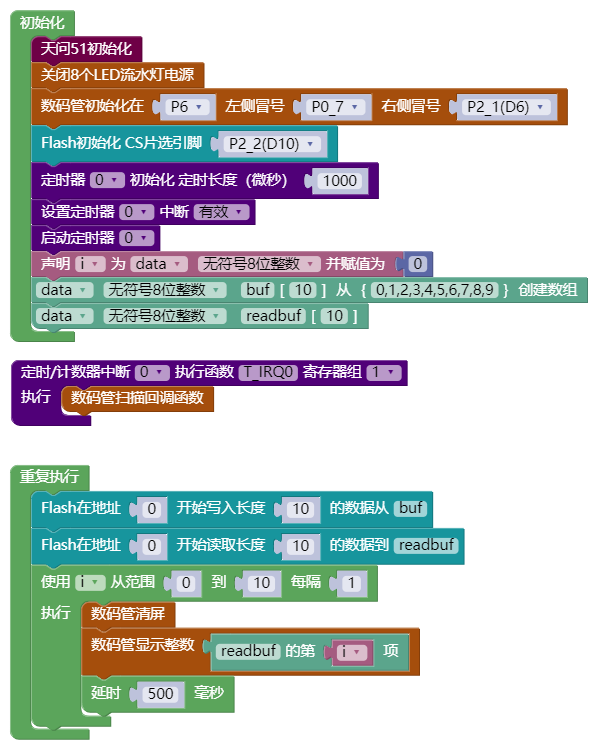 初始化
天问51初始化
关闭8个LED流水灯电源
数码管初始化在 P6 左侧冒号 P0_7 右侧冒号 P2_1(D6)
Flash初始化 CS片选引脚 P2_2(D10)
定时器 0 初始化 定时长度（微秒） 1000
设置定时器 0 中断 有效
启动定时器 0
声明 i 为 data 无符号8位整数 并赋值为 0
data 无符号8位整数 buf [ 10 ] 从 { 0,1,2,3,4,5,6,7,8,9 } 创建数组
data 无符号8位整数 readbuf [ 10 ]
定时/计数器中断 0 执行函数 T_IRQ0 寄存器组 1
执行 数码管扫描回调函数
重复执行
Flash在地址 0 开始写入长度 10 的数据从 buf
Flash在地址 0 开始读取长度 10 的数据到 readbuf
使用 i 从范围 0 到 10 每隔 1
执行 数码管清屏
数码管显示整数 readbuf 的第 i 项
延时 500 毫秒